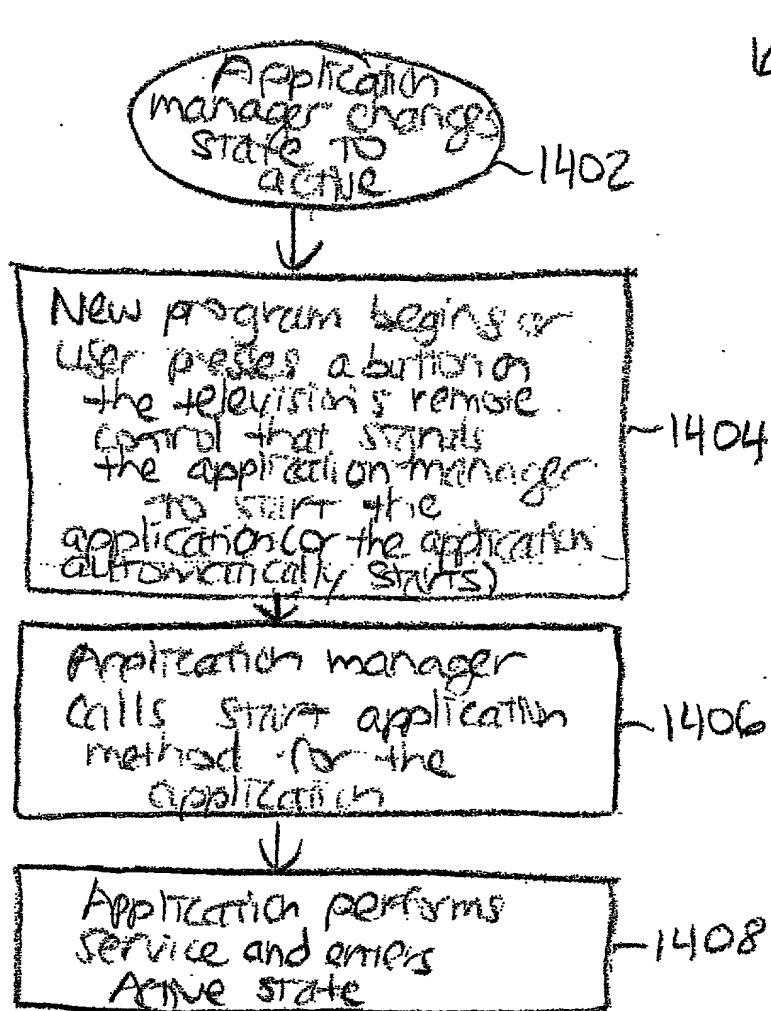 Application
manager changes
state to
active
1402
New program begins or
user presses a button on
the television's remote
control that signals
the application manager
to start the
application (or the application
automatically starts)
1404
Application manager
calls start application
method for the
application
1406
Application performs
service and enters
Active state
1408